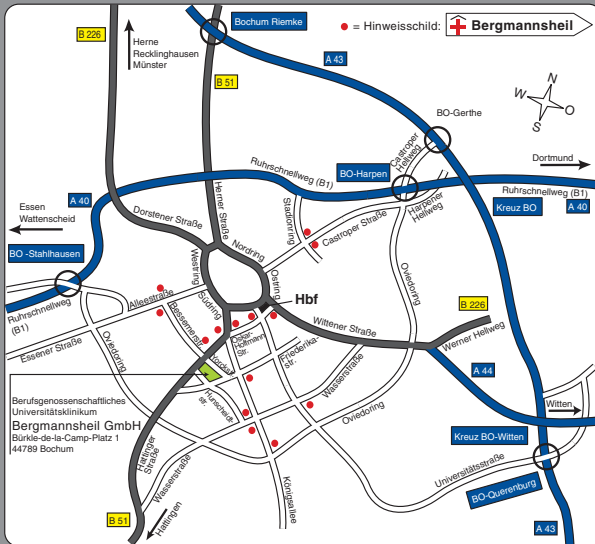 B 226
Herne
Recklinghausen
Münster
Bochum Riemke
= Hinweisschild:
Bergmannsheil
A 43
B 51
N
W
O
S
BO-Gerthe
Castroper
Hellweg
Dortmund
Ruhrschnellweg (B1)
BO-Harpen
A 40
Essen
Wattenscheid
Herner Straße
Stadionring
Harpener
Hellweg
Ruhrschnellweg (B1)
Kreuz BO
A 40
Dorstener Straße
Castroper Straße
BO -Stahlhausen
Nordring
Westring
Ostring
Oviedoring
Hbf
Alleestraße
Südring
B 226
Ruhrschnellweg
(B1)
Bessemerstr.
Oskar-
Hoffmann
Str.
Wittener Straße
Werner Hellweg
Essener Straße
Oviedoring
Yorckstr.
Friederika-
str.
Wasserstraße
A 44
Hunscheidt-
str.
Berufsgenossenschaftliches
Universitätsklinikum
Bergmannsheil GmbH
Bürkle-de-la-Camp-Platz 1
44789 Bochum
Oviedoring
Witten
Hattinger
Straße
Kreuz BO-Witten
Wasserstraße
Königsallee
Universitätsstraße
BO-Querenburg
B 51
Hattingen
A 43